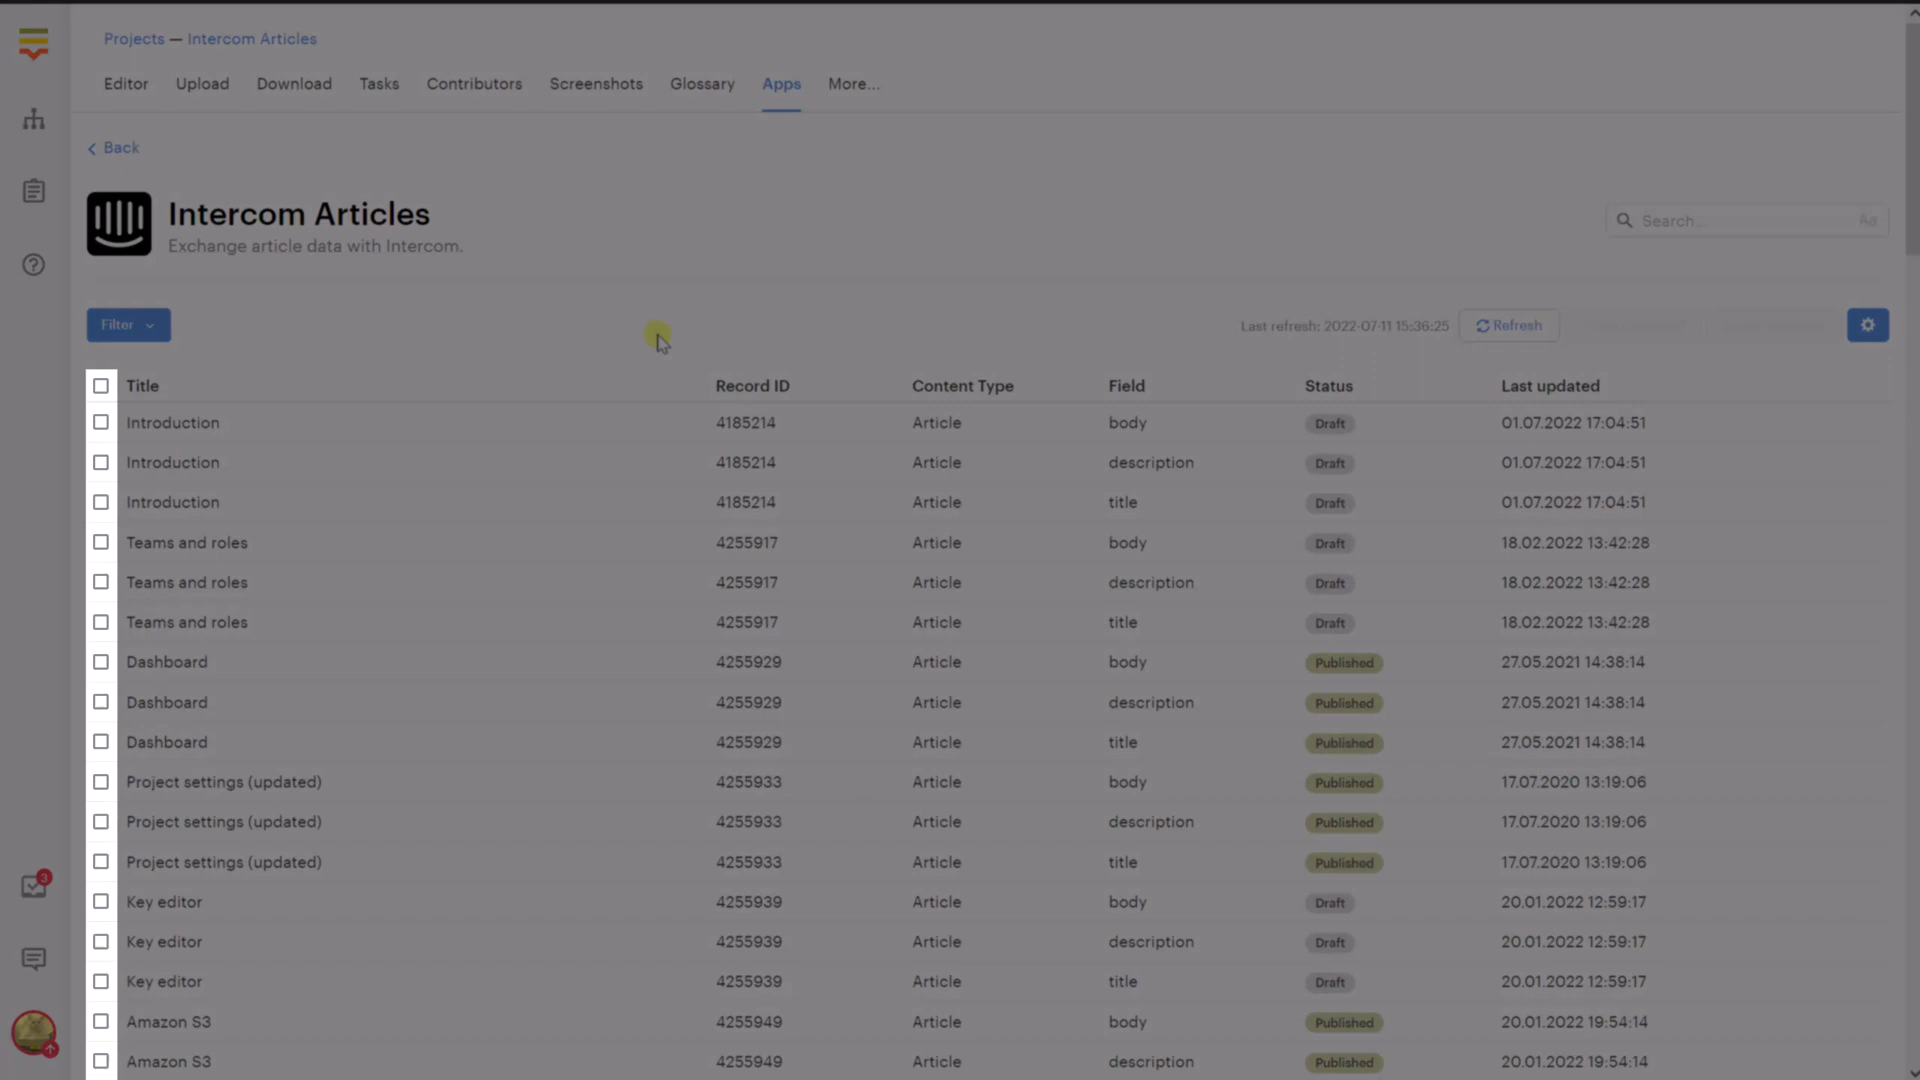 Projects — Intercom Articles
Editor Upload Download Tasks Contributors Screenshots Glossary Apps More...
Back
Intercom Articles
Exchange article data with Intercom.
Search... Aa
Filter
Last refresh: 2022-07-11 15:36:25 Refresh
Title Record ID Content Type Field Status Last updated
Introduction 4185214 Article body Draft 01.07.2022 17:04:51
Introduction 4185214 Article description Draft 01.07.2022 17:04:51
Introduction 4185214 Article title Draft 01.07.2022 17:04:51
Teams and roles 4255917 Article body Draft 18.02.2022 13:42:28
Teams and roles 4255917 Article description Draft 18.02.2022 13:42:28
Teams and roles 4255917 Article title Draft 18.02.2022 13:42:28
Dashboard 4255929 Article body Published 27.05.2021 14:38:14
Dashboard 4255929 Article description Published 27.05.2021 14:38:14
Dashboard 4255929 Article title Published 27.05.2021 14:38:14
Project settings (updated) 4255933 Article body Published 17.07.2020 13:19:06
Project settings (updated) 4255933 Article description Published 17.07.2020 13:19:06
Project settings (updated) 4255933 Article title Published 17.07.2020 13:19:06
3
Key editor 4255939 Article body Draft 20.01.2022 12:59:17
Key editor 4255939 Article description Draft 20.01.2022 12:59:17
Key editor 4255939 Article title Draft 20.01.2022 12:59:17
Amazon S3 4255949 Article body Published 20.01.2022 19:54:14
Amazon S3 4255949 Article description Published 20.01.2022 19:54:14